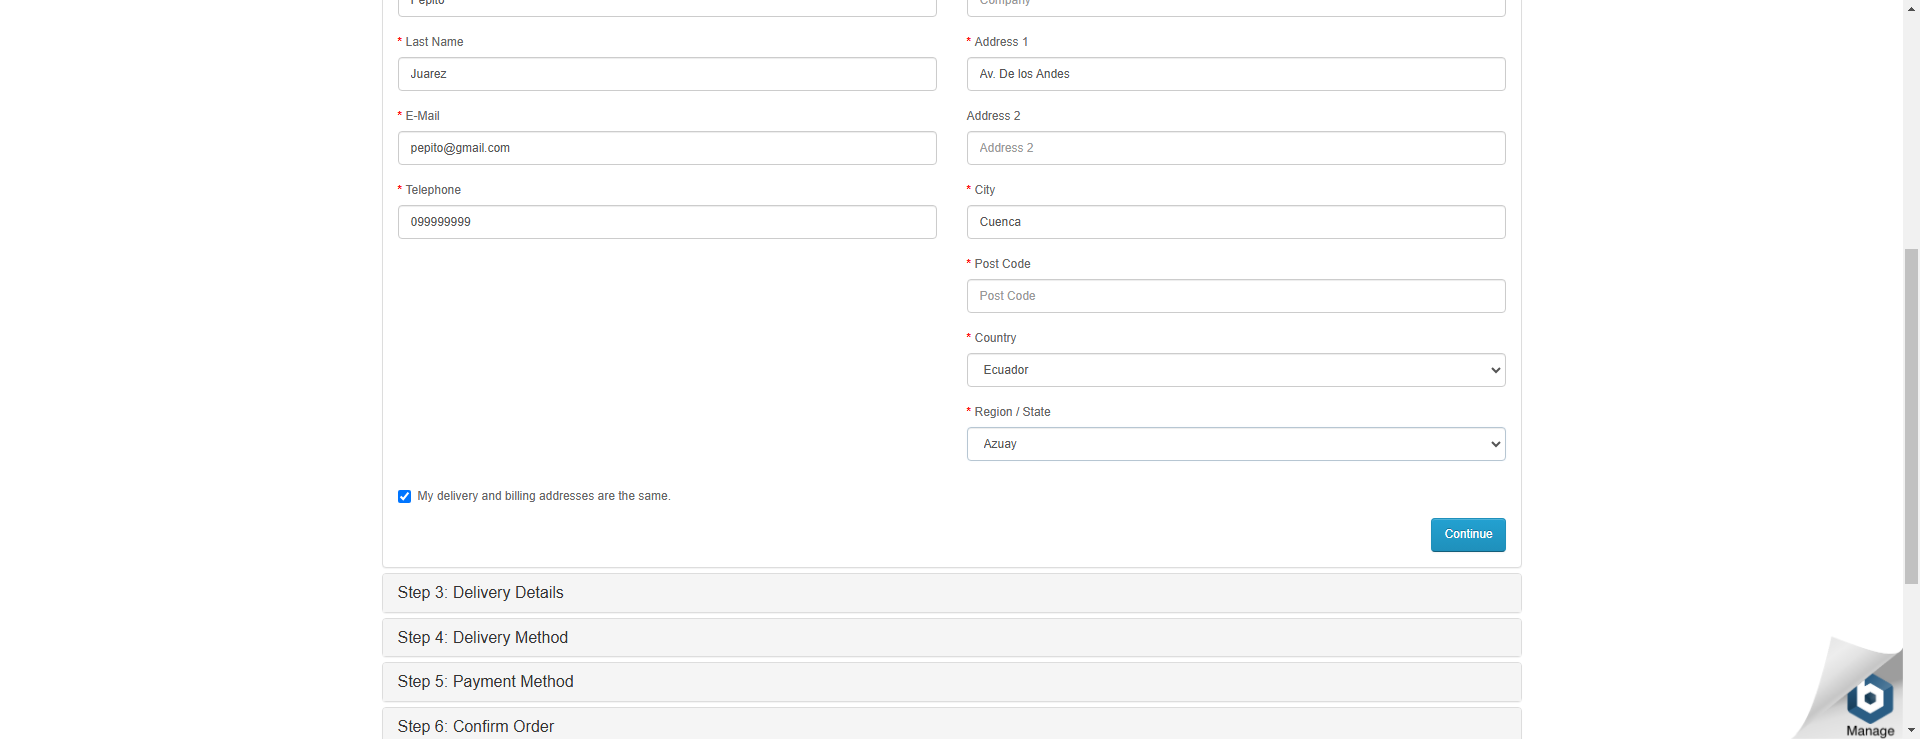 Pepito
Company
* Last Name
* Address 1
Juarez
Av. De los Andes
* E-Mail
Address 2
pepito@gmail.com
Address 2
* Telephone
* City
099999999
Cuenca
* Post Code
Post Code
* Country
Ecuador
* Region / State
Azuay
My delivery and billing addresses are the same.
Continue
Step 3: Delivery Details
Step 4: Delivery Method
Step 5: Payment Method
Step 6: Confirm Order
Manage